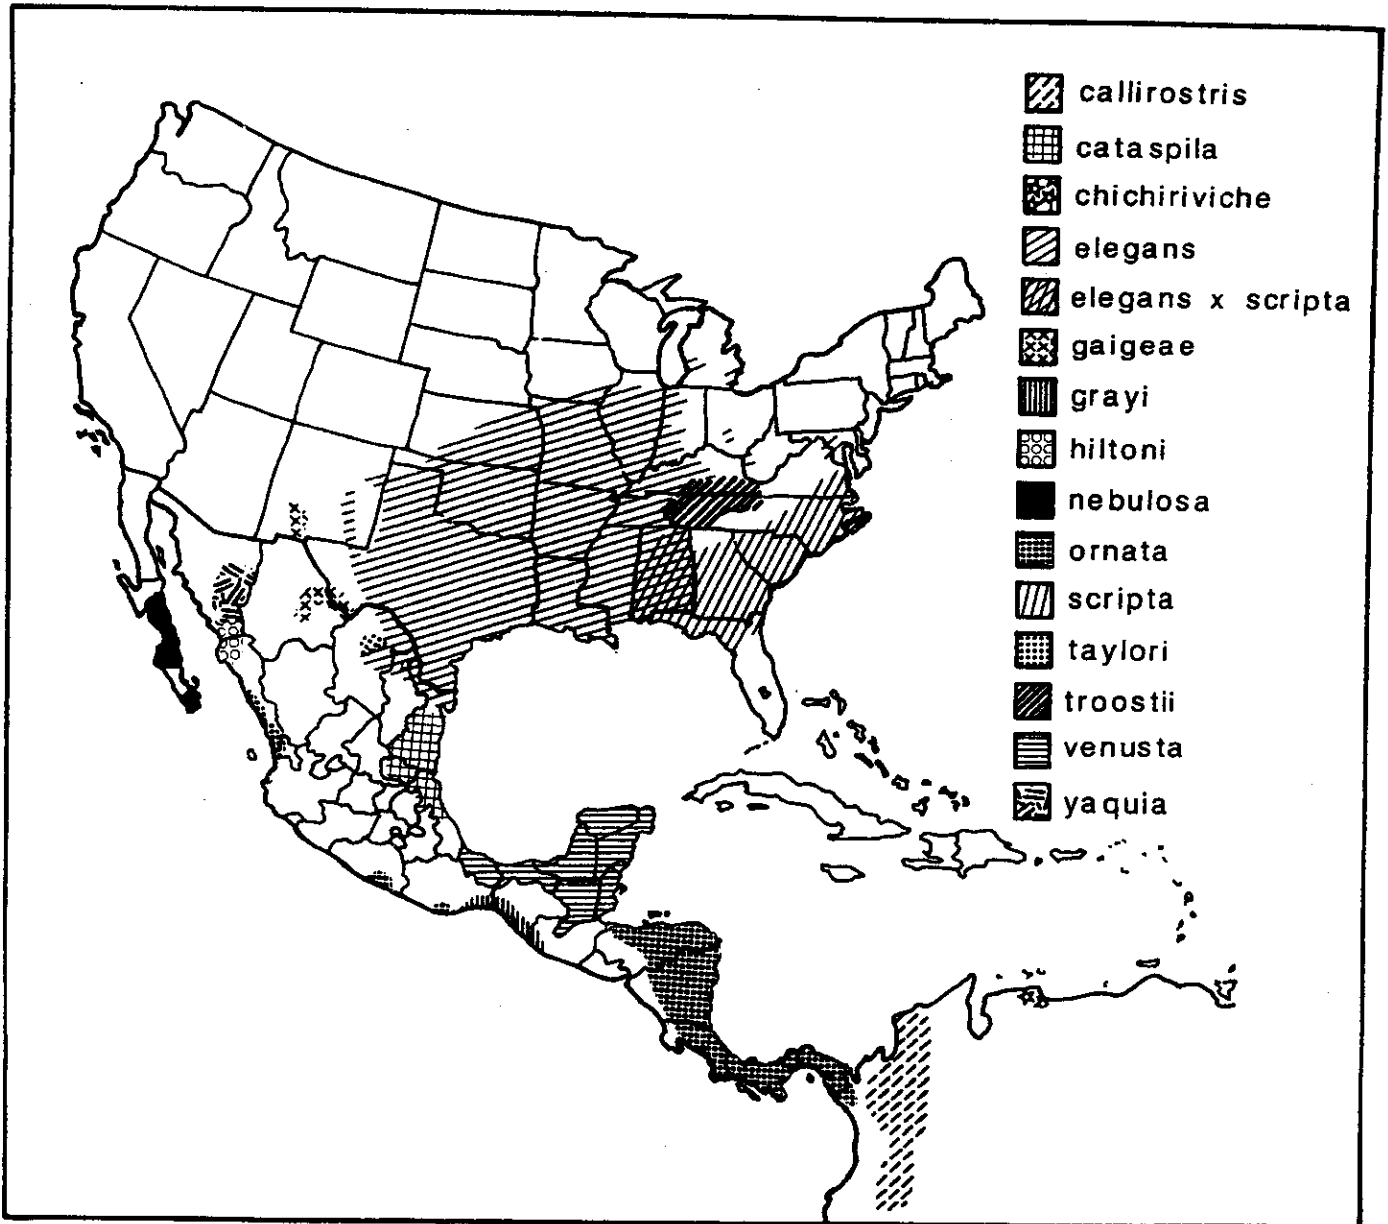 callirostris
cataspila
chichiriviche
elegans
elegans x scripta
gaigeae
grayi
hiltoni
nebulosa
ornata
scripta
taylori
troostii
venusta
yaquia